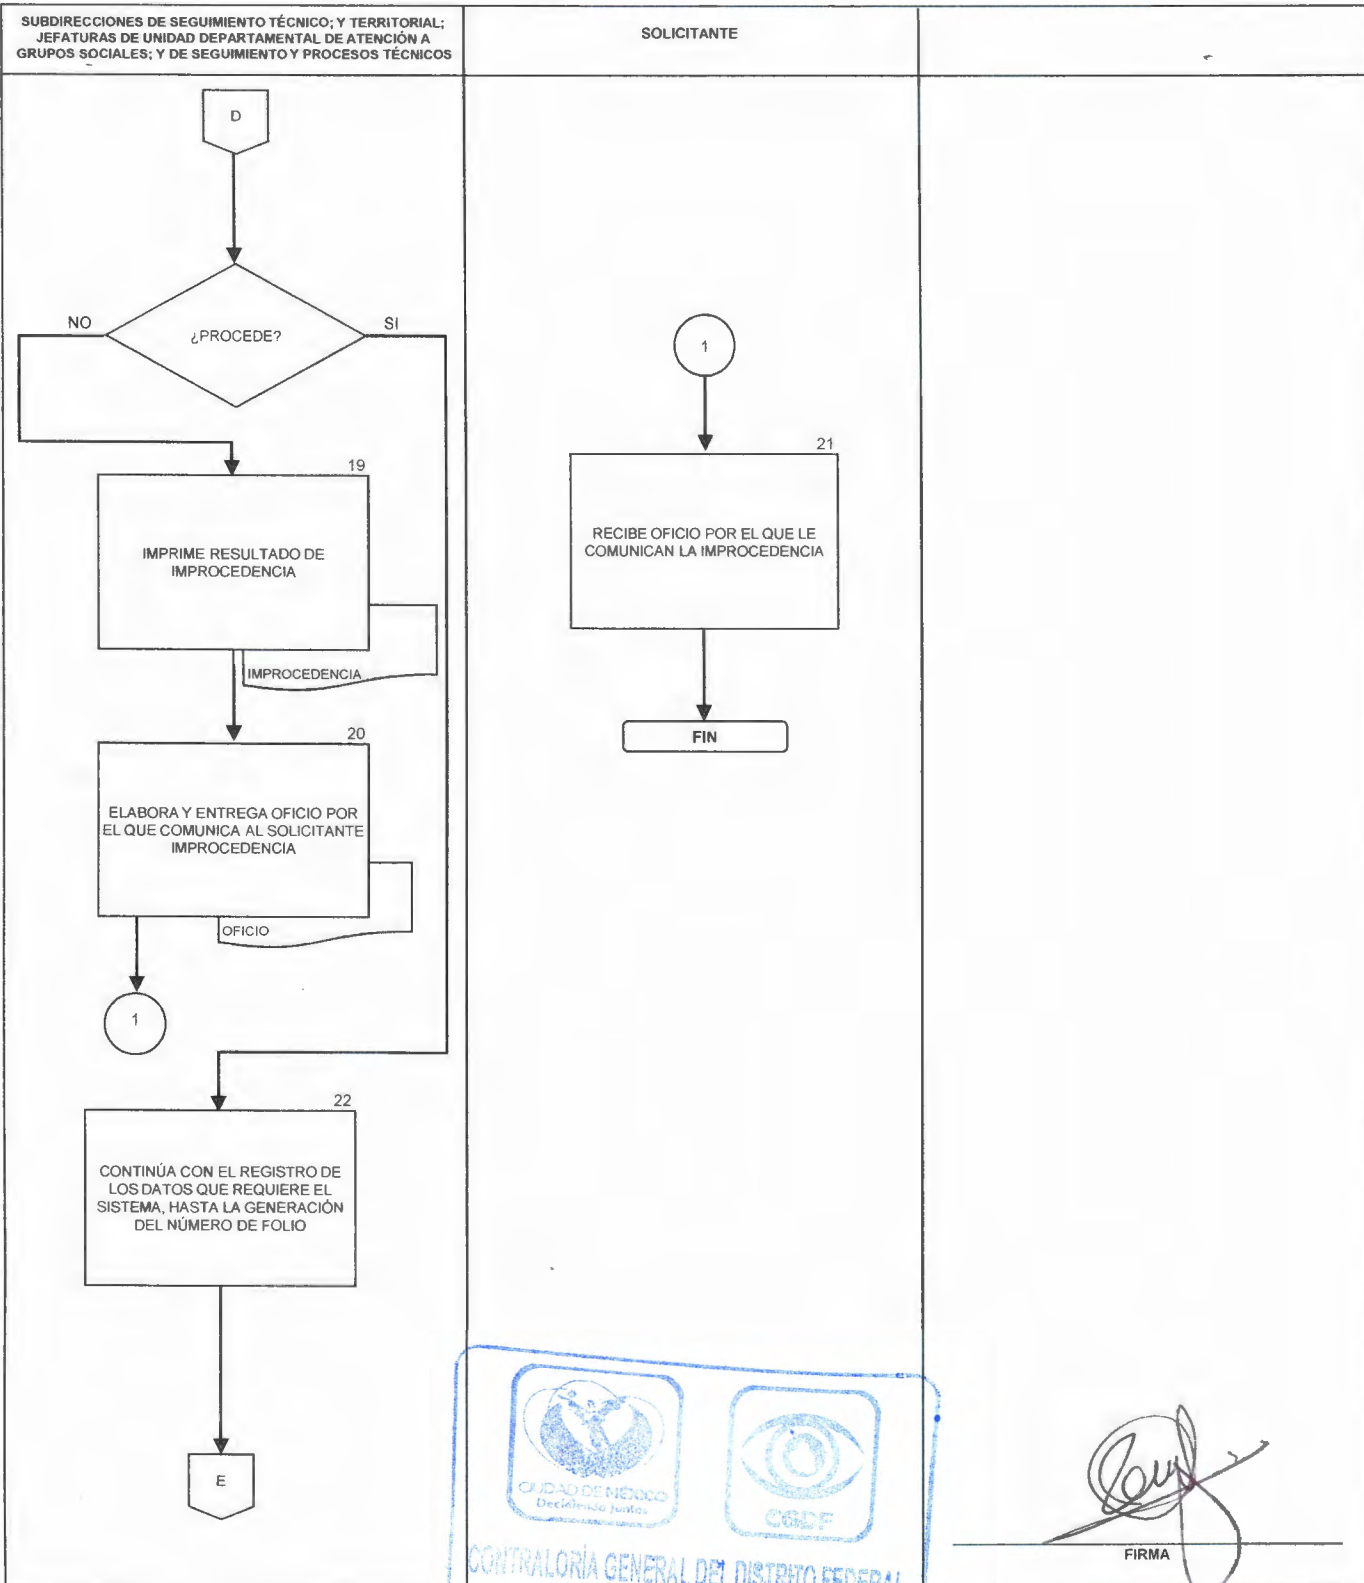 SUBDIRECCIONES DE SEGUIMIENTO TÉCNICO; Y TERRITORIAL;
JEFATURAS DE UNIDAD DEPARTAMENTAL DE ATENCIÓN A
GRUPOS SOCIALES; Y DE SEGUIMIENTO Y PROCESOS TÉCNICOS
SOLICITANTE
D
NO
¿PROCEDE?
SI
19
IMPRIME RESULTADO DE
IMPROCEDENCIA
IMPROCEDENCIA
20
ELABORA Y ENTREGA OFICIO POR
EL QUE COMUNICA AL SOLICITANTE
IMPROCEDENCIA
OFICIO
1
22
CONTINÚA CON EL REGISTRO DE
LOS DATOS QUE REQUIERE EL
SISTEMA, HASTA LA GENERACIÓN
DEL NÚMERO DE FOLIO
E
1
21
RECIBE OFICIO POR EL QUE LE
COMUNICAN LA IMPROCEDENCIA
FIN
CIUDAD DE MÉXICO
Decidiendo Juntos
CGDF
CONTRALORÍA GENERAL DEL DISTRITO FEDERAL
FIRMA